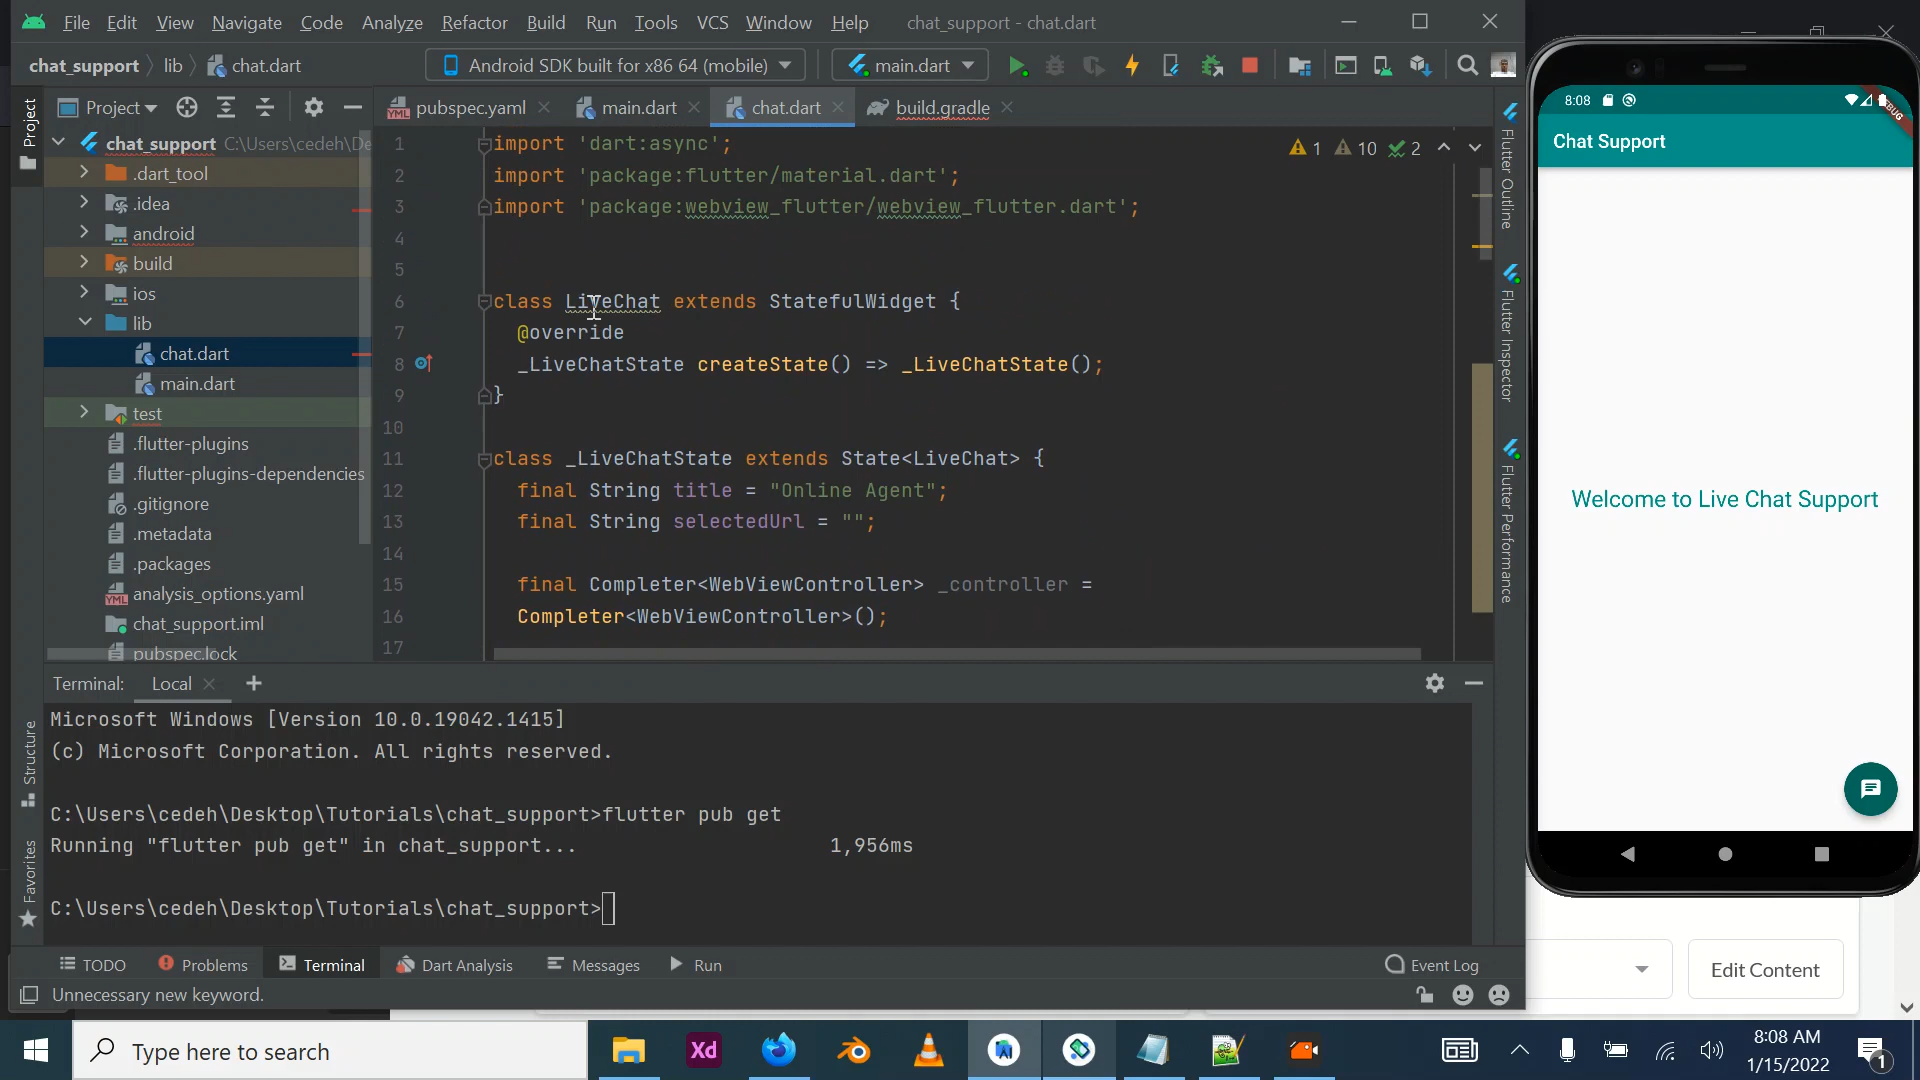 File Edit View Navigate Code Analyze Refactor Build Run Tools VCS Window Help chat_support - chat.dart
chat_support lib chat.dart Android SDK built for x86 64 (mobile) main.dart
Project pubspec.yaml main.dart chat.dart build.gradle
Project
chat_support C:\Users\cedeh\De
.dart_tool
.idea
android
build
ios
lib
chat.dart
main.dart
test
.flutter-plugins
.flutter-plugins-dependencies
.gitignore
.metadata
.packages
analysis_options.yaml
chat_support.iml
pubspec.lock
1 import 'dart:async';
2 import 'package:flutter/material.dart';
3 import 'package:webview_flutter/webview_flutter.dart';
4
5
6 class LiveChat extends StatefulWidget {
7 @override
8 _LiveChatState createState() => _LiveChatState();
9 }
10
11 class _LiveChatState extends State<LiveChat> {
12 final String title = "Online Agent";
13 final String selectedUrl = "";
14
15 final Completer<WebViewController> _controller =
16 Completer<WebViewController>();
17
1 10 2
Flutter Outline
Flutter Inspector
Flutter Performance
Structure
Favorites
Terminal: Local
Microsoft Windows [Version 10.0.19042.1415]
(c) Microsoft Corporation. All rights reserved.
C:\Users\cedeh\Desktop\Tutorials\chat_support>flutter pub get
Running "flutter pub get" in chat_support... 1,956ms
C:\Users\cedeh\Desktop\Tutorials\chat_support>
TODO Problems Terminal Dart Analysis Messages Run Event Log
Unnecessary new keyword.
8:08
DEBUG
Chat Support
Welcome to Live Chat Support
Edit Content
Type here to search
Xd
8:08 AM
1/15/2022
1